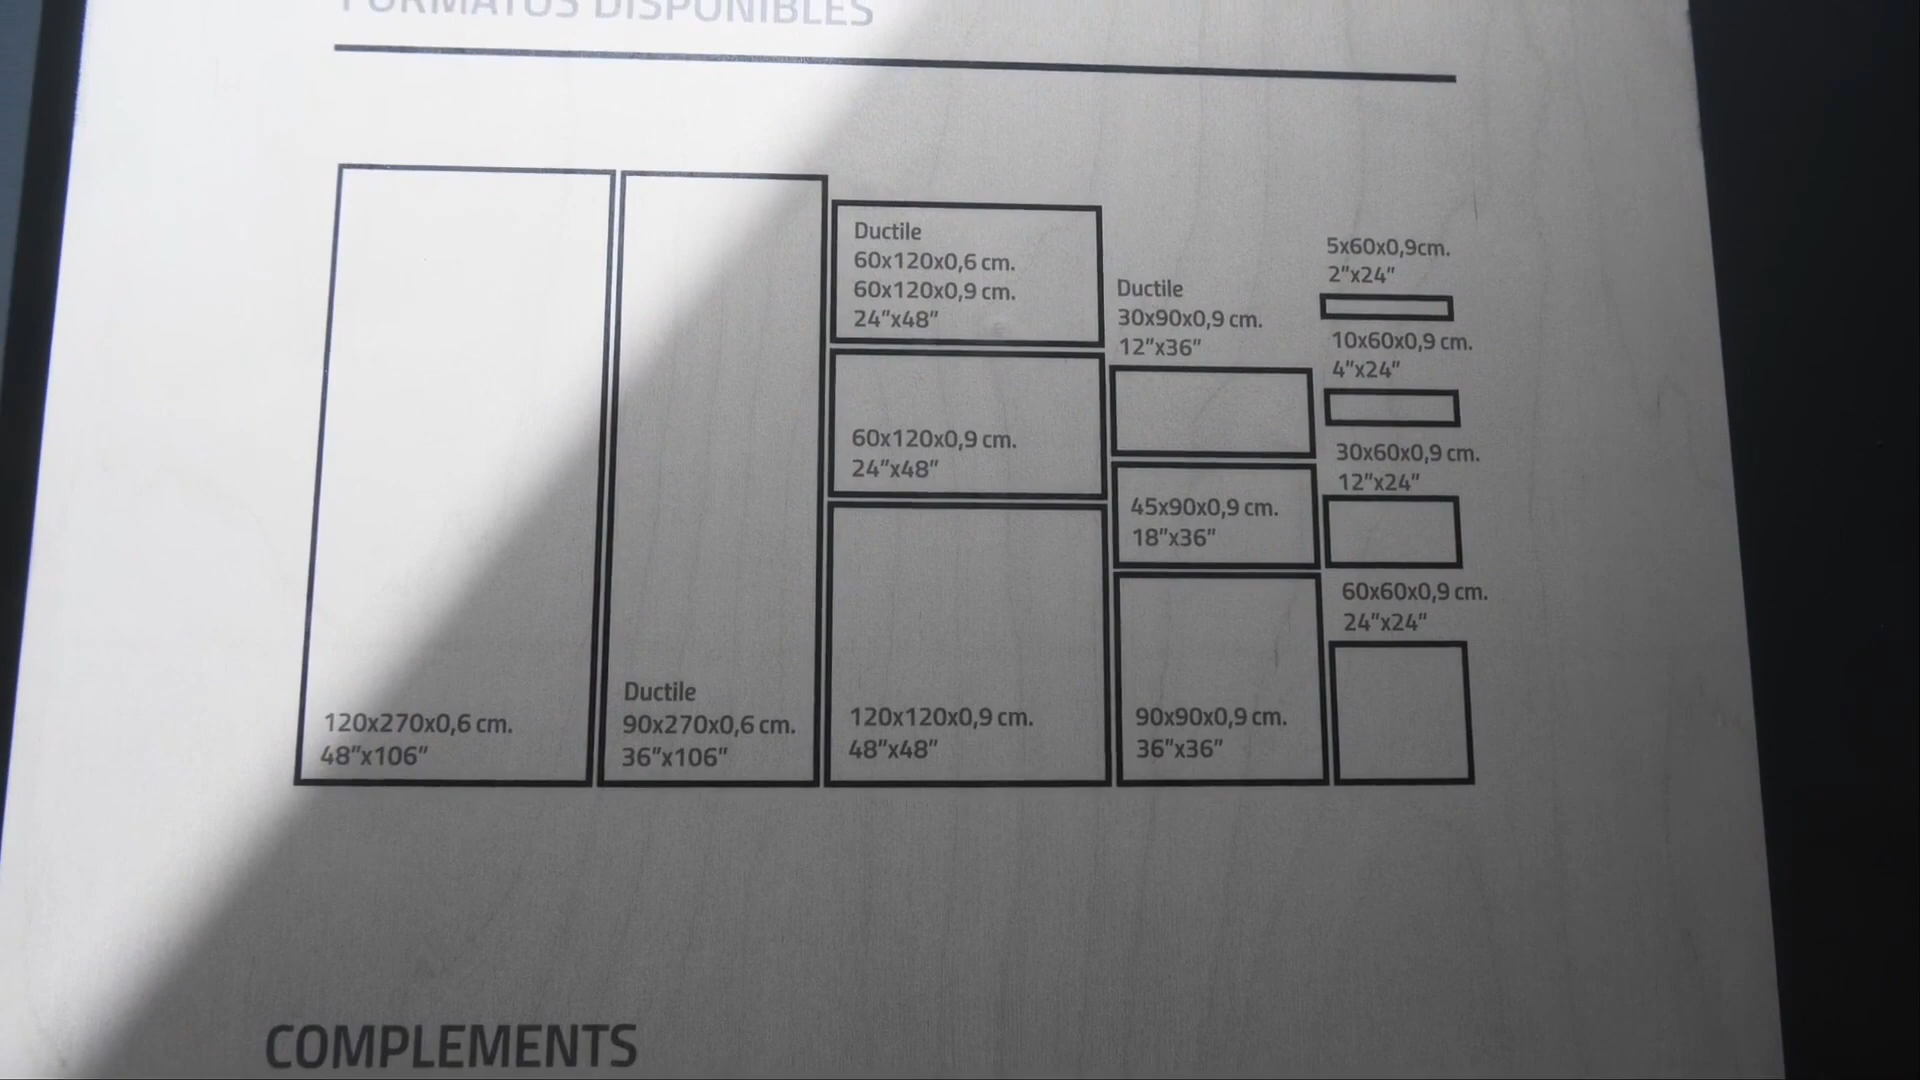 FORMATOS DISPONIBLES
120x270x0,6 cm.
48”x106”
Ductile
90x270x0,6 cm.
36”x106”
Ductile
60x120x0,6 cm.
60x120x0,9 cm.
24”x48”
60x120x0,9 cm.
24”x48”
120x120x0,9 cm.
48”x48”
Ductile
30x90x0,9 cm.
12”x36”
45x90x0,9 cm.
18”x36”
90x90x0,9 cm.
36”x36”
5x60x0,9cm.
2”x24”
10x60x0,9 cm.
4”x24”
30x60x0,9 cm.
12”x24”
60x60x0,9 cm.
24”x24”
COMPLEMENTS